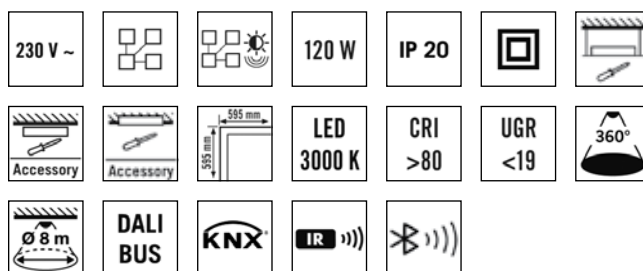 230 V ~
120 W
IP 20
Accessory
Accessory
595 mm
595 mm
LED
3000 K
CRI
>80
UGR
<19
360°
Ø 8 m
DALI
BUS
KNX®
IR